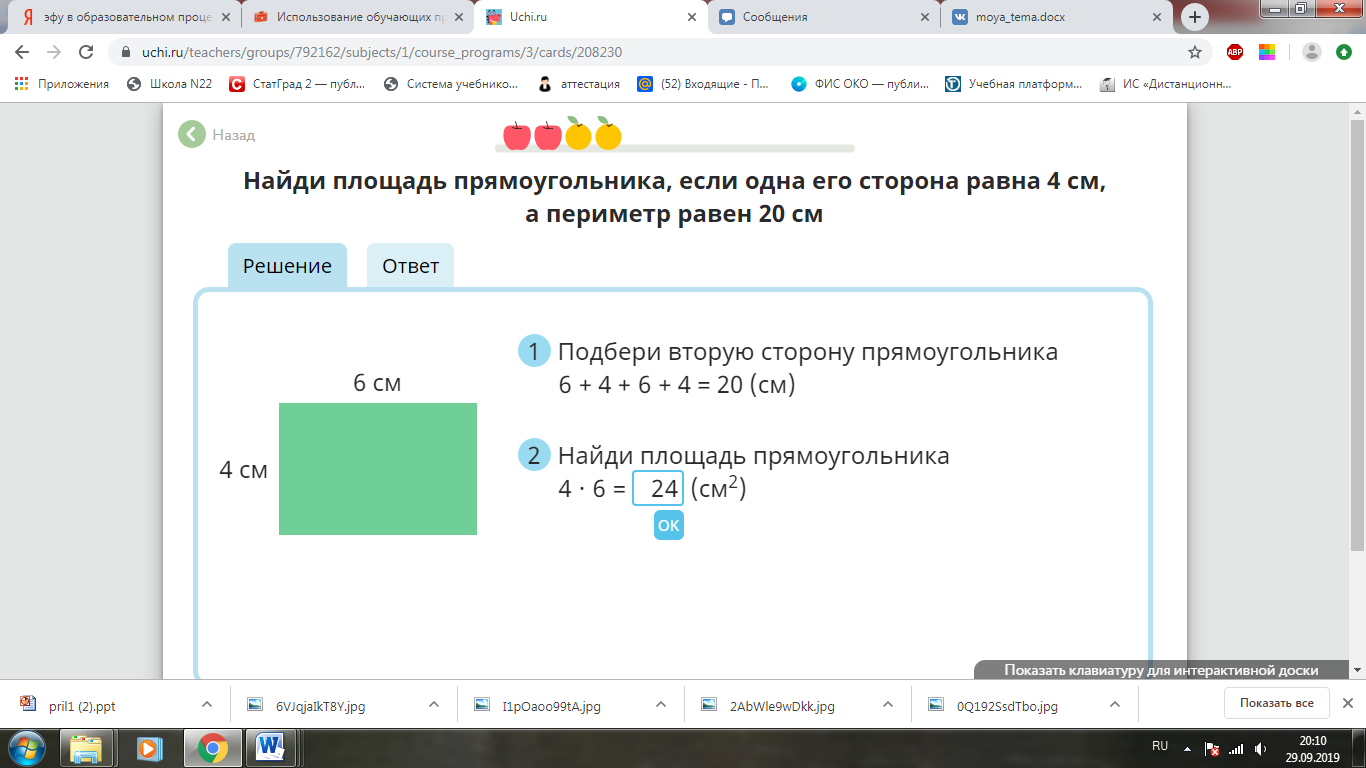 эфу в образовательном проце
Использование обучающих пр
Uchi.ru
Сообщения
moya_tema.docx
uchi.ru/teachers/groups/792162/subjects/1/course_programs/3/cards/208230
ABP
Приложения
Школа N22
СтатГрад 2 — публ...
Система учебнико...
аттестация
(52) Входящие - П...
ФИС ОКО — публи...
Учебная платформ...
ИС «Дистанционн...
Назад
Найди площадь прямоугольника, если одна его сторона равна 4 см,
а периметр равен 20 см
Решение
Ответ
6 см
4 см
1 Подбери вторую сторону прямоугольника
6 + 4 + 6 + 4 = 20 (см)
2 Найди площадь прямоугольника
4 · 6 = 24 (см²)
OK
Показать клавиатуру для интерактивной доски
pril1 (2).ppt
6VJqjaIkT8Y.jpg
I1pOaoo99tA.jpg
2AbWle9wDkk.jpg
0Q192SsdTbo.jpg
Показать все
RU
20:10
29.09.2019